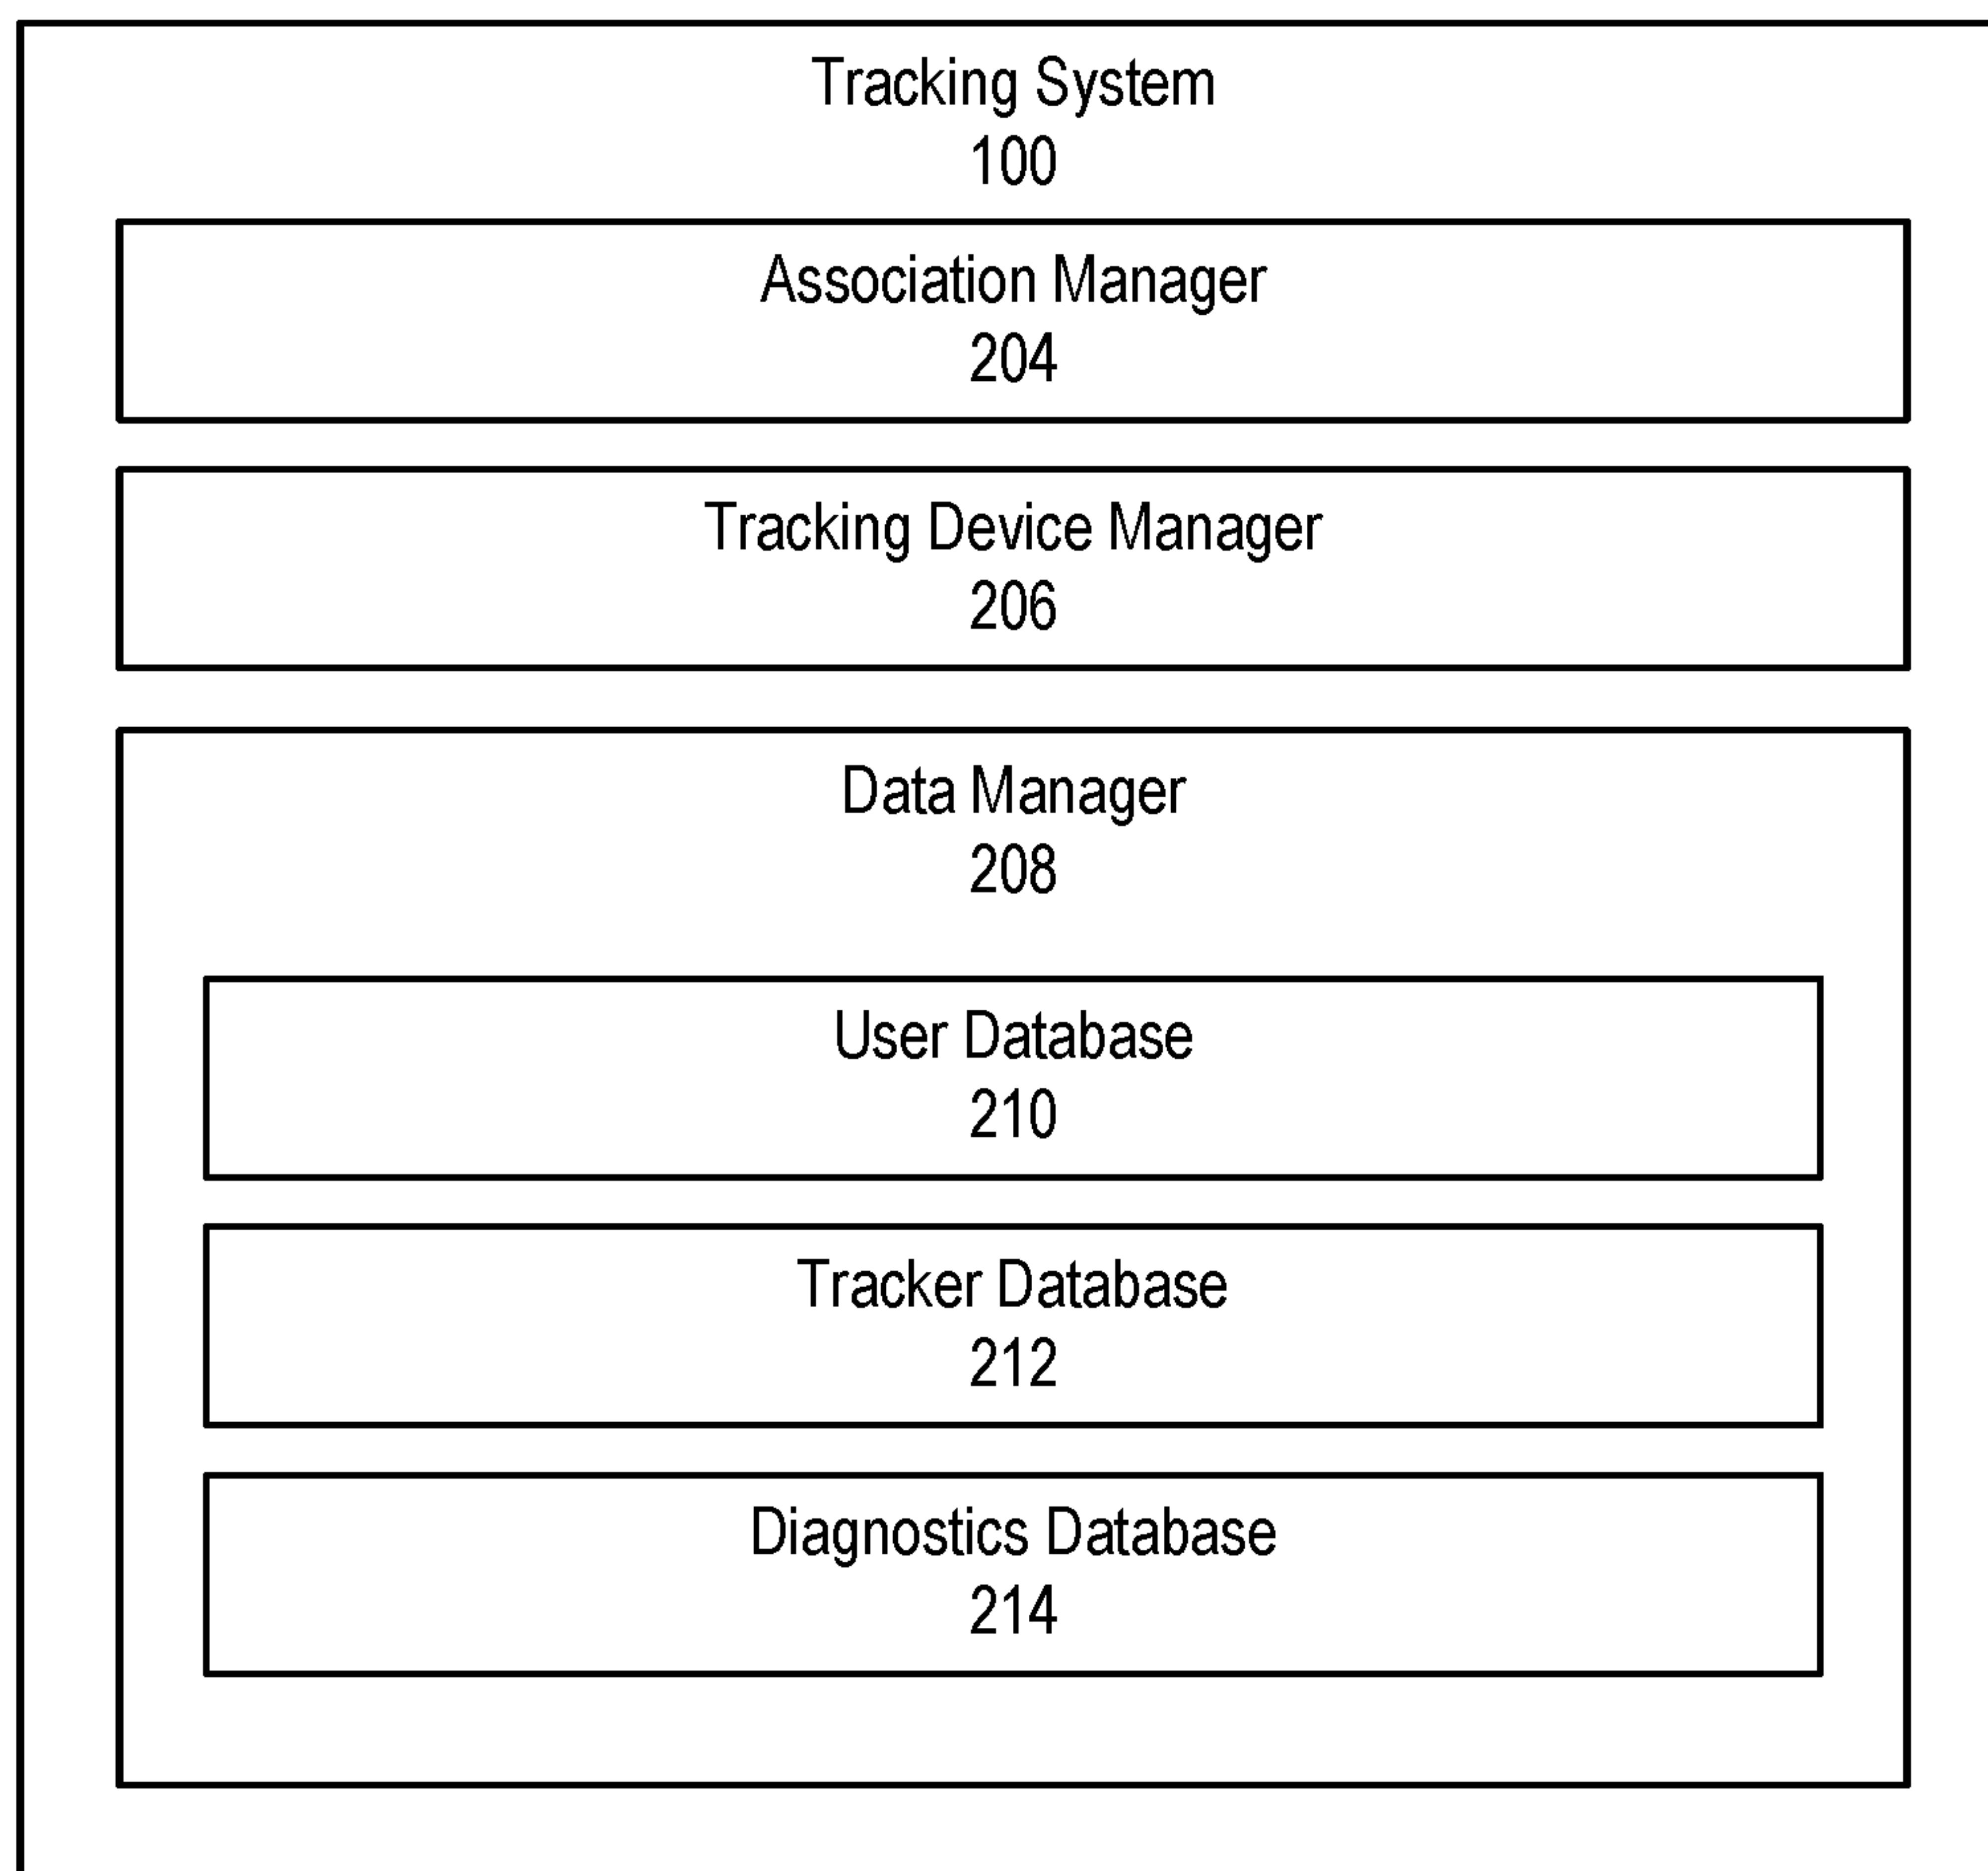 Tracking System
100
Association Manager
204
Tracking Device Manager
206
Data Manager
208
User Database
210
Tracker Database
212
Diagnostics Database
214